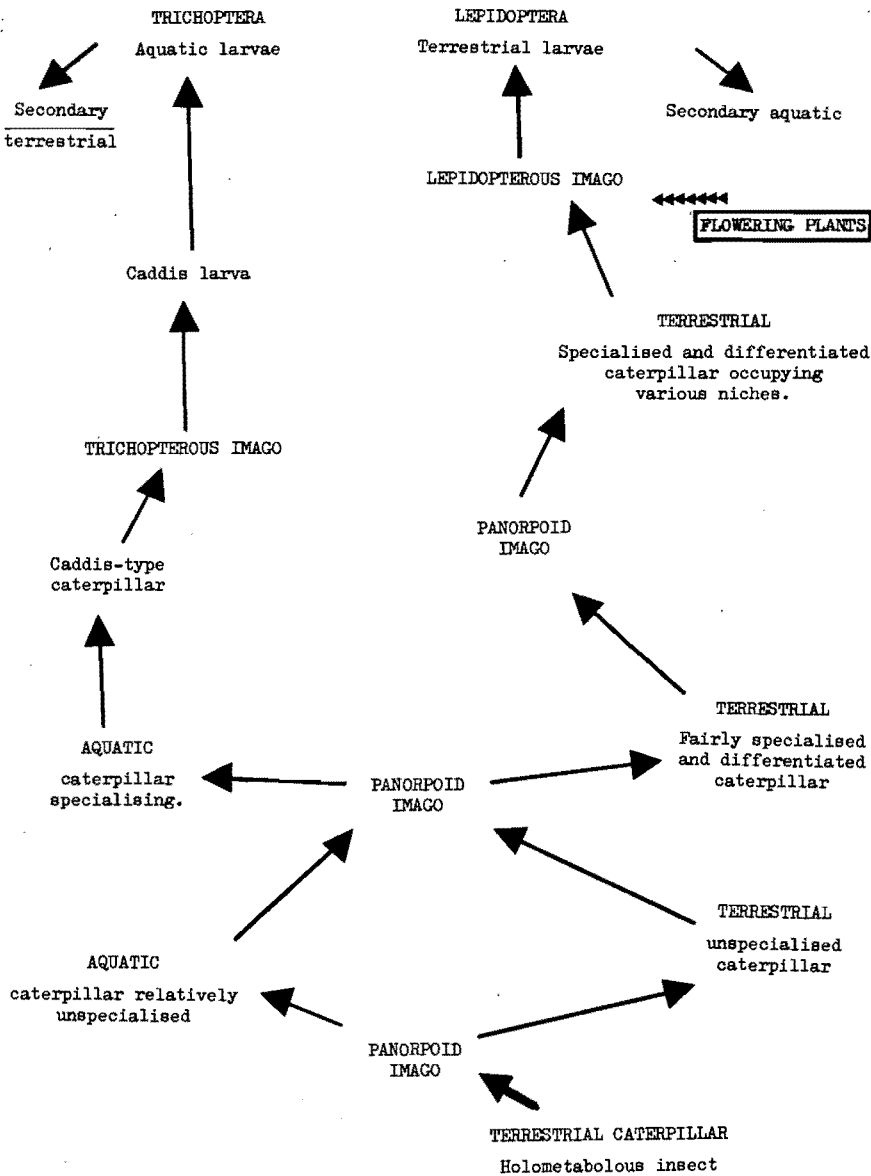 TRICHOPTERA
Aquatic larvae
LEPIDOPTERA
Terrestrial larvae
Secondary
terrestrial
Secondary aquatic
LEPIDOPTEROUS IMAGO
FLOWERING PLANTS
Caddis larva
TERRESTRIAL
Specialised and differentiated
caterpillar occupying
various niches.
TRICHOPTEROUS IMAGO
PANORPOID
IMAGO
Caddis-type
caterpillar
TERRESTRIAL
Fairly specialised
and differentiated
caterpillar
AQUATIC
caterpillar
specialising.
PANORPOID
IMAGO
TERRESTRIAL
unspecialised
caterpillar
AQUATIC
caterpillar relatively
unspecialised
PANORPOID
IMAGO
TERRESTRIAL CATERPILLAR
Holometabolous insect